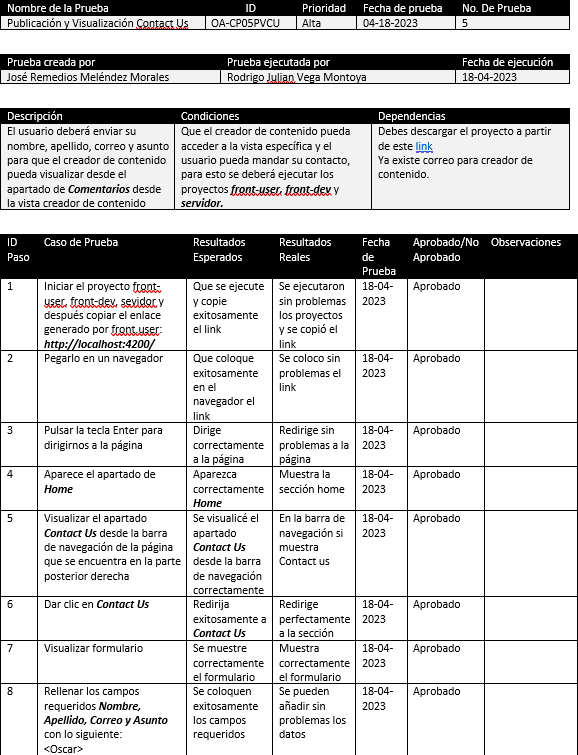 Nombre de la Prueba ID Prioridad Fecha de prueba No. De Prueba
Publicación y Visualización Contact Us OA-CP05PVCU Alta 04-18-2023 5
Prueba creada por Prueba ejecutada por Fecha de ejecución
José Remedios Meléndez Morales Rodrigo Julian Vega Montoya 18-04-2023
Descripción Condiciones Dependencias
El usuario deberá enviar su
nombre, apellido, correo y asunto
para que el creador de contenido
pueda visualizar desde el
apartado de Comentarios desde
la vista creador de contenido
Que el creador de contenido pueda
acceder a la vista específica y el
usuario pueda mandar su contacto,
para esto se deberá ejecutar los
proyectos front-user, front-dev y
servidor.
Debes descargar el proyecto a partir
de este link
Ya existe correo para creador de
contenido.
ID
Paso
Caso de Prueba
Resultados
Esperados
Resultados
Reales
Fecha
de
Prueba
Aprobado/No
Aprobado
Observaciones
1
Iniciar el proyecto front-
user, front-dev, sevidor y
después copiar el enlace
generado por front.user:
http://localhost:4200/
Que se ejecute
y copie
exitosamente
el link
Se ejecutaron
sin problemas
los proyectos
y se copió el
link
18-04-
2023
Aprobado
2
Pegarlo en un navegador
Que coloque
exitosamente
en el
navegador el
link
Se coloco sin
problemas el
link
18-04-
2023
Aprobado
3
Pulsar la tecla Enter para
dirigirnos a la página
Dirige
correctamente
a la página
Redirige sin
problemas a la
página
18-04-
2023
Aprobado
4
Aparece el apartado de
Home
Aparezca
correctamente
Home
Muestra la
sección home
18-04-
2023
Aprobado
5
Visualizar el apartado
Contact Us desde la barra
de navegación de la página
que se encuentra en la parte
posterior derecha
Se visualicé el
apartado
Contact Us
desde la barra
de navegación
correctamente
En la barra de
navegación si
muestra
Contact us
18-04-
2023
Aprobado
6
Dar clic en Contact Us
Redirija
exitosamente a
Contact Us
Redirige
perfectamente
a la sección
18-04-
2023
Aprobado
7
Visualizar formulario
Se muestre
correctamente
el formulario
Muestra
correctamente
el formulario
18-04-
2023
Aprobado
8
Rellenar los campos
requeridos Nombre,
Apellido, Correo y Asunto
con lo siguiente:
<Oscar>
Se coloquen
exitosamente
los campos
requeridos
Se pueden
añadir sin
problemas los
datos
18-04-
2023
Aprobado